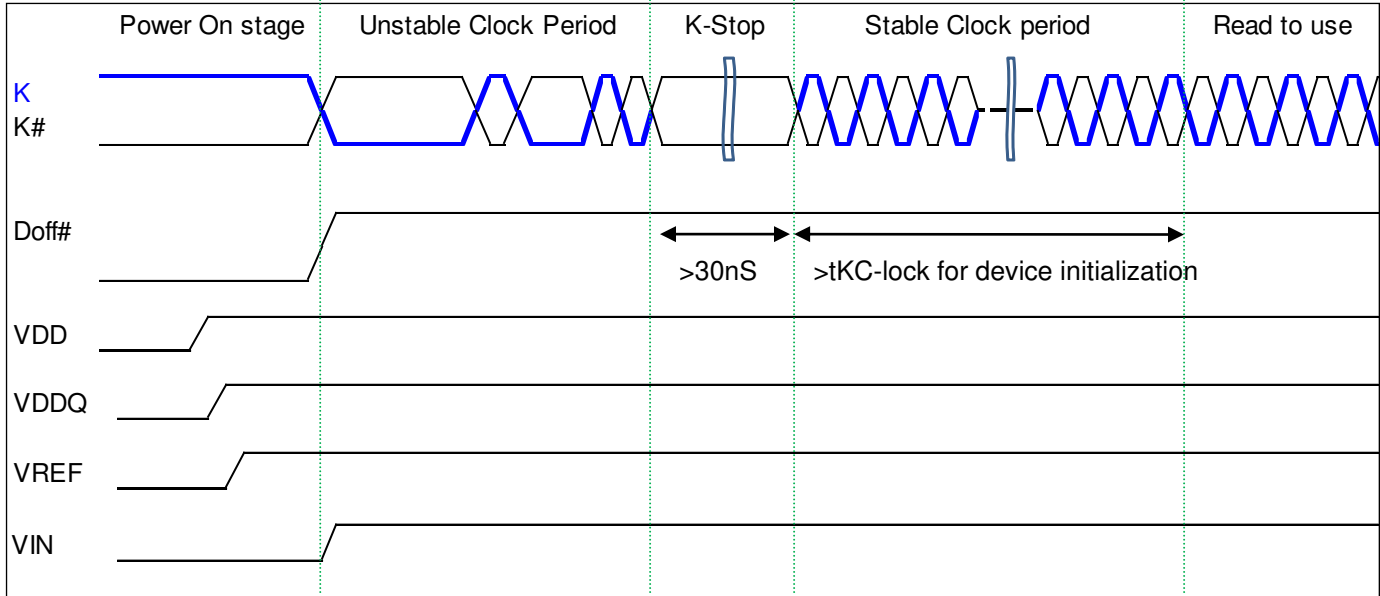 Power On stage
Unstable Clock Period
K-Stop
Stable Clock period
Read to use
K
K#
Doff#
>30nS
>tKC-lock for device initialization
VDD
VDDQ
VREF
VIN